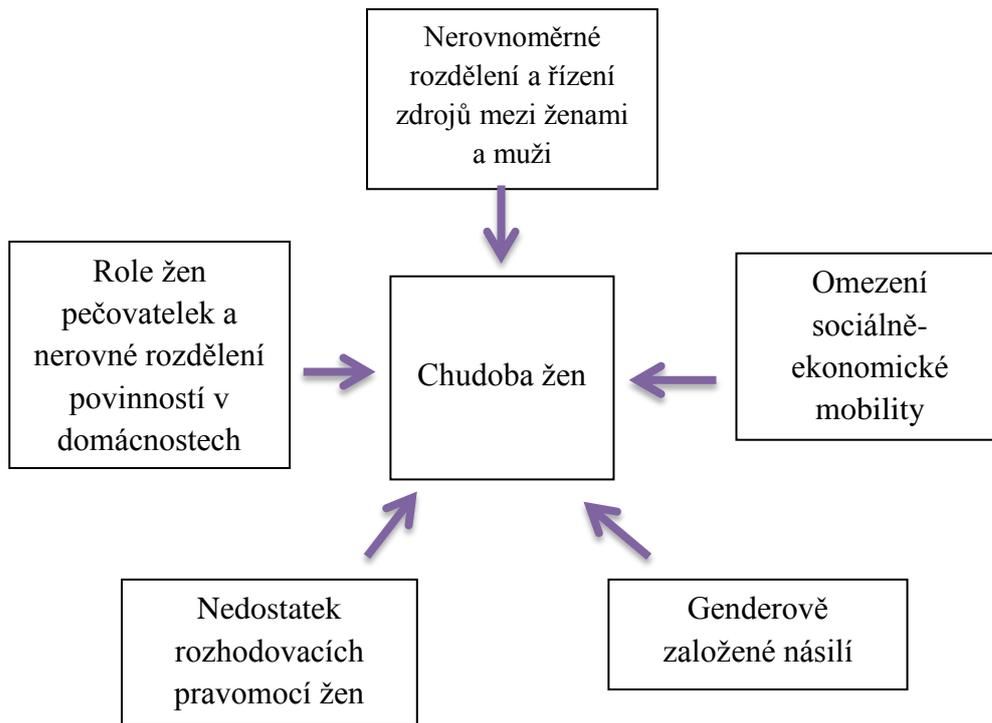 Nerovnoměrné
rozdělení a řízení
zdrojů mezi ženami
a muži
Role žen
pečovatelek a
nerovné rozdělení
povinností v
domácnostech
Chudoba žen
Omezení
sociálně-
ekonomické
mobility
Nedostatek
rozhodovacích
pravomocí žen
Genderově
založené násilí